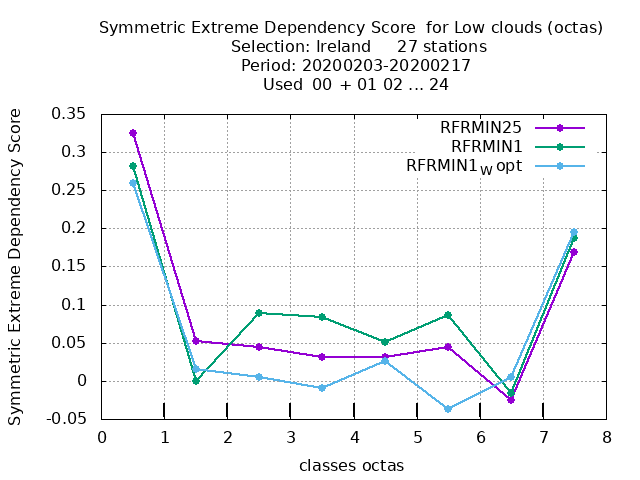 Symmetric Extreme Dependency Score for Low clouds (octas)
Selection: Ireland 27 stations
Period: 20200203-20200217
Used 00 + 01 02 ... 24
Symmetric Extreme Dependency Score
0.35
0.3
0.25
0.2
0.15
0.1
0.05
0
-0.05
RFRMIN25
RFRMIN1
RFRMIN1W opt
0 1 2 3 4 5 6 7 8
classes octas